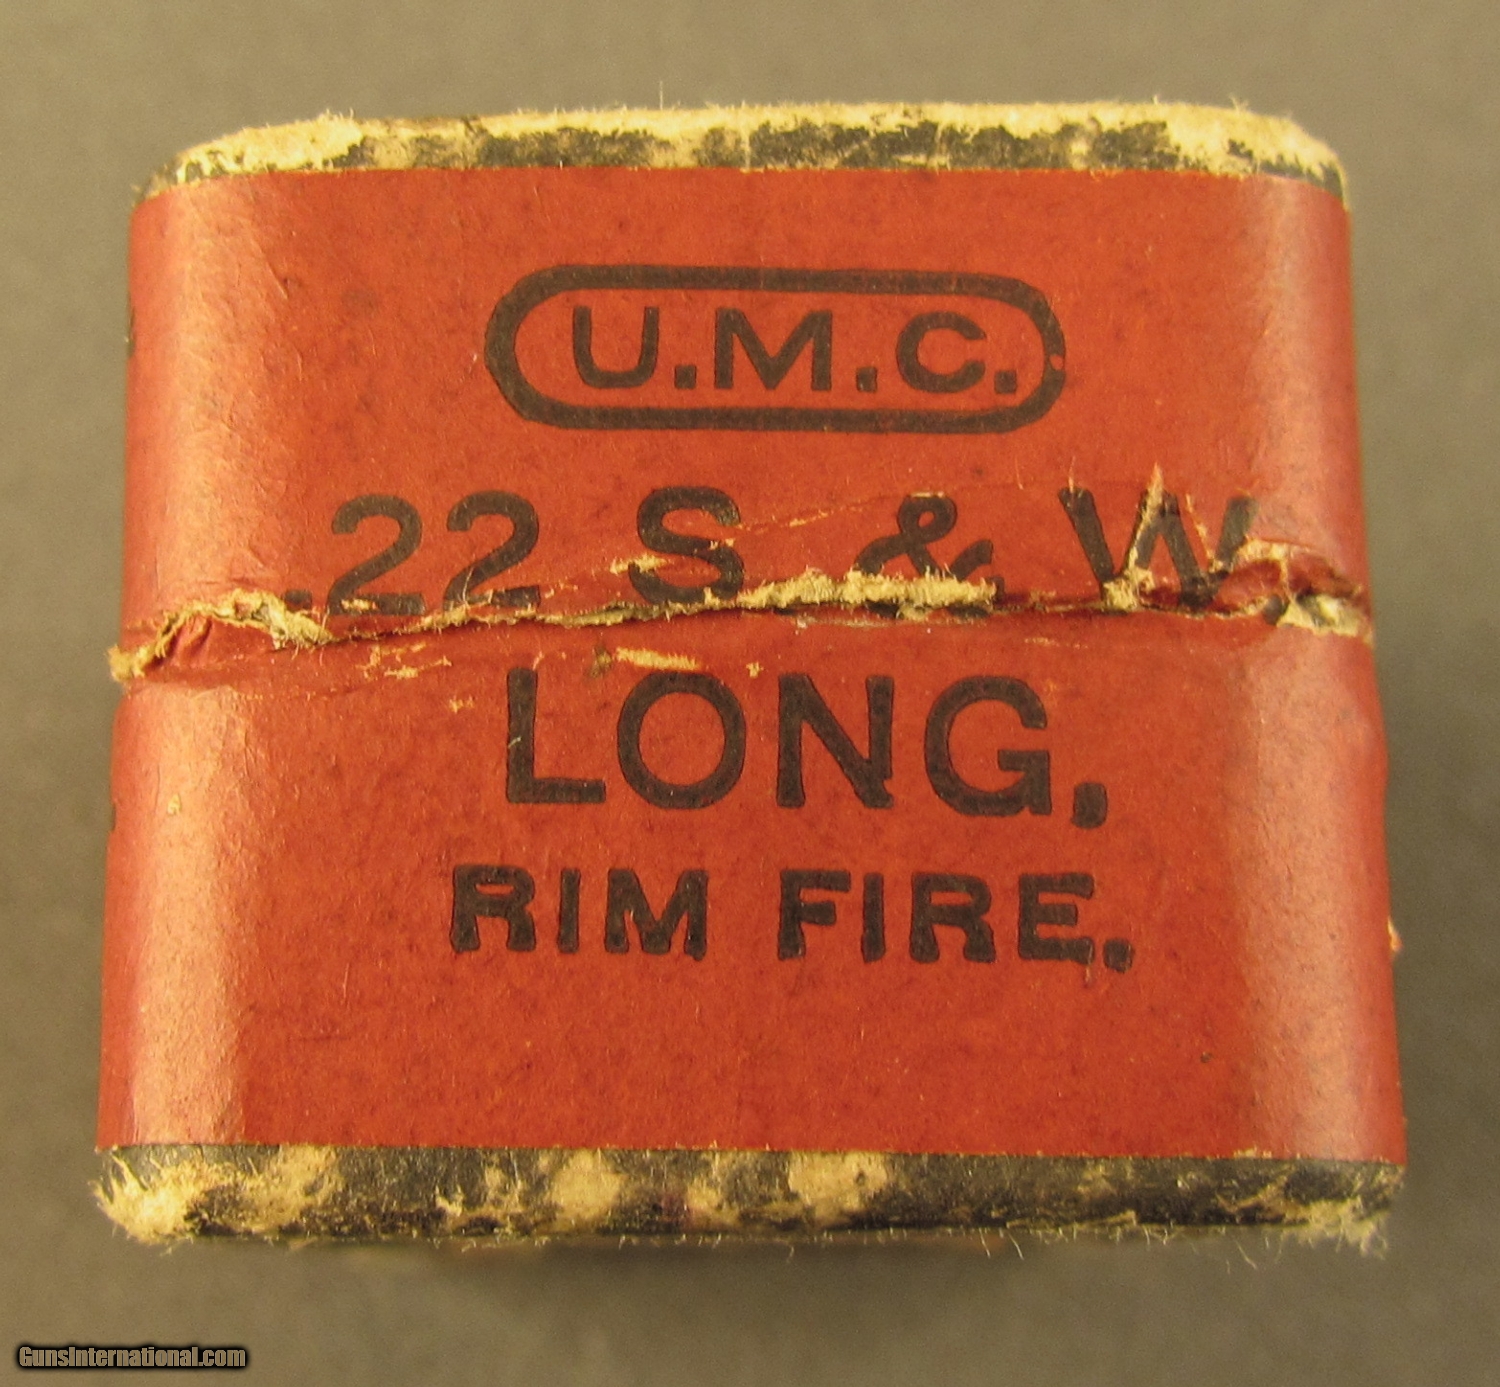 U.M.C.
.22 S & W
LONG,
RIM FIRE.
GunsInternational.com